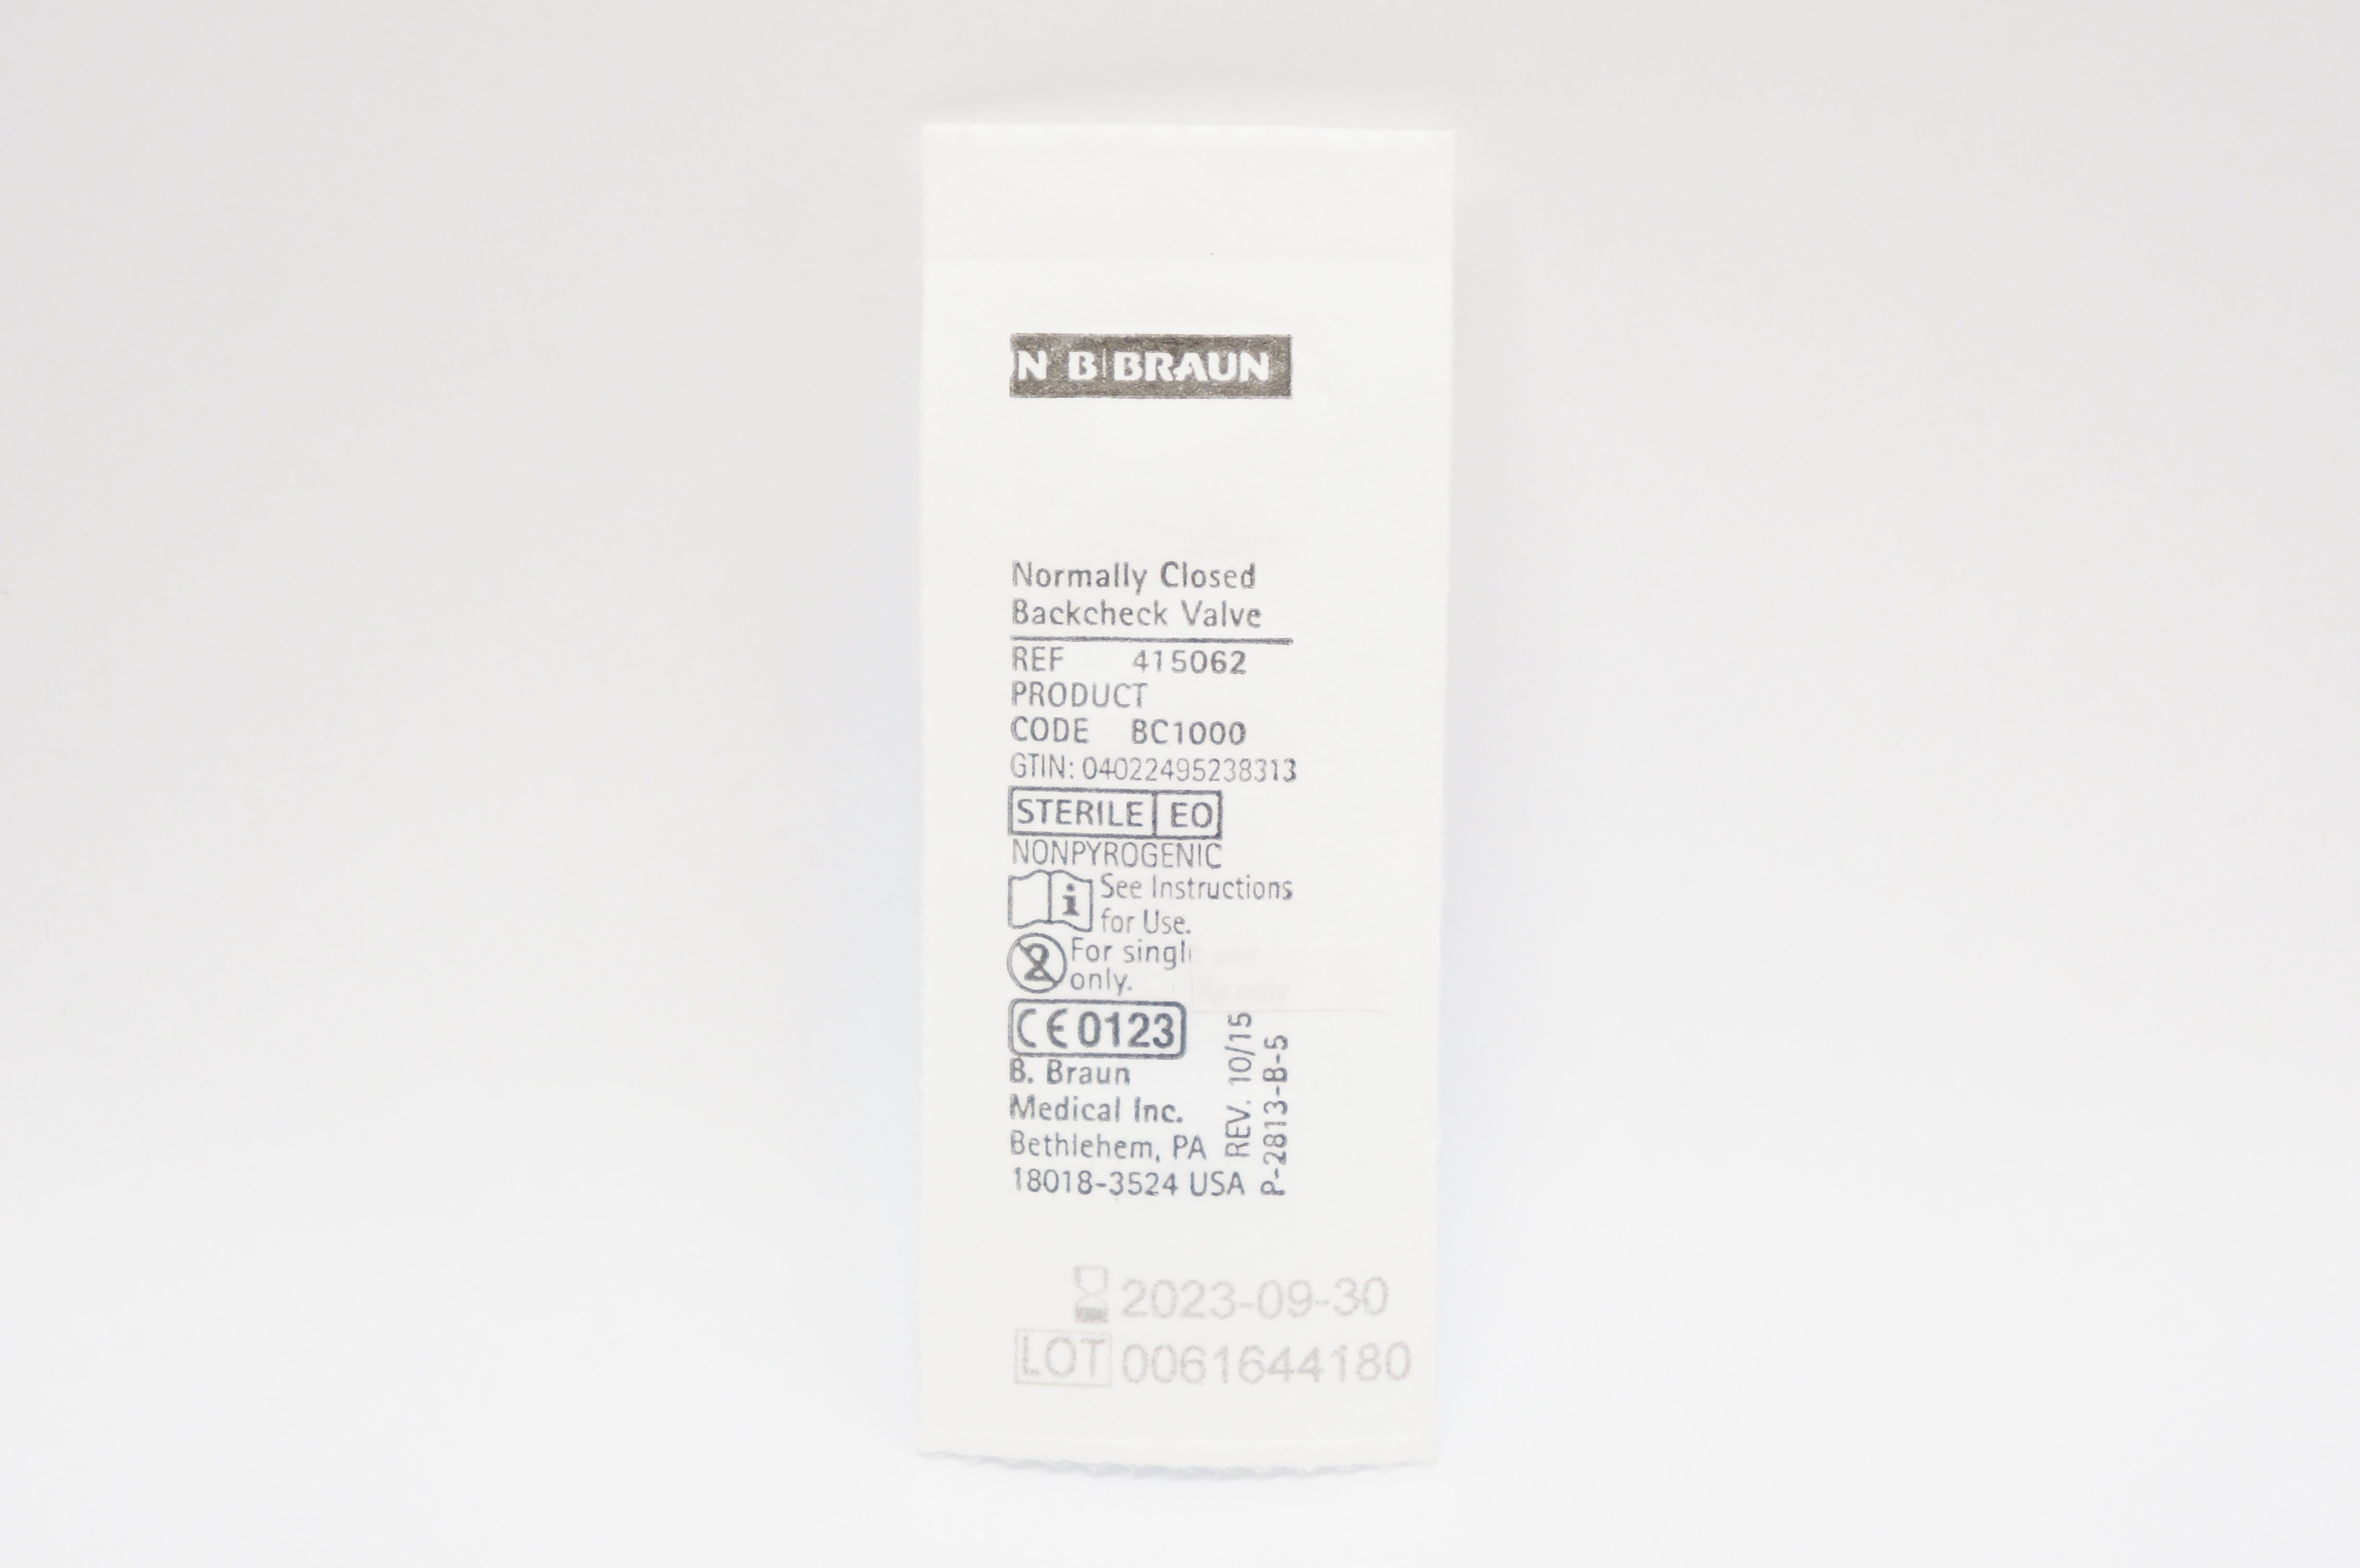 N B|BRAUN
Normally Closed
Backcheck Valve
REF 415062
PRODUCT
CODE BC1000
GTIN: 04022495238313
STERILE EO
NONPYROGENIC
i See Instructions
for Use.
2 For singl
only.
CE 0123
B. Braun
Medical Inc.
Bethlehem, PA
18018-3524 USA
REV. 10/15
P-2813-B-5
2023-09-30
LOT 0061644180